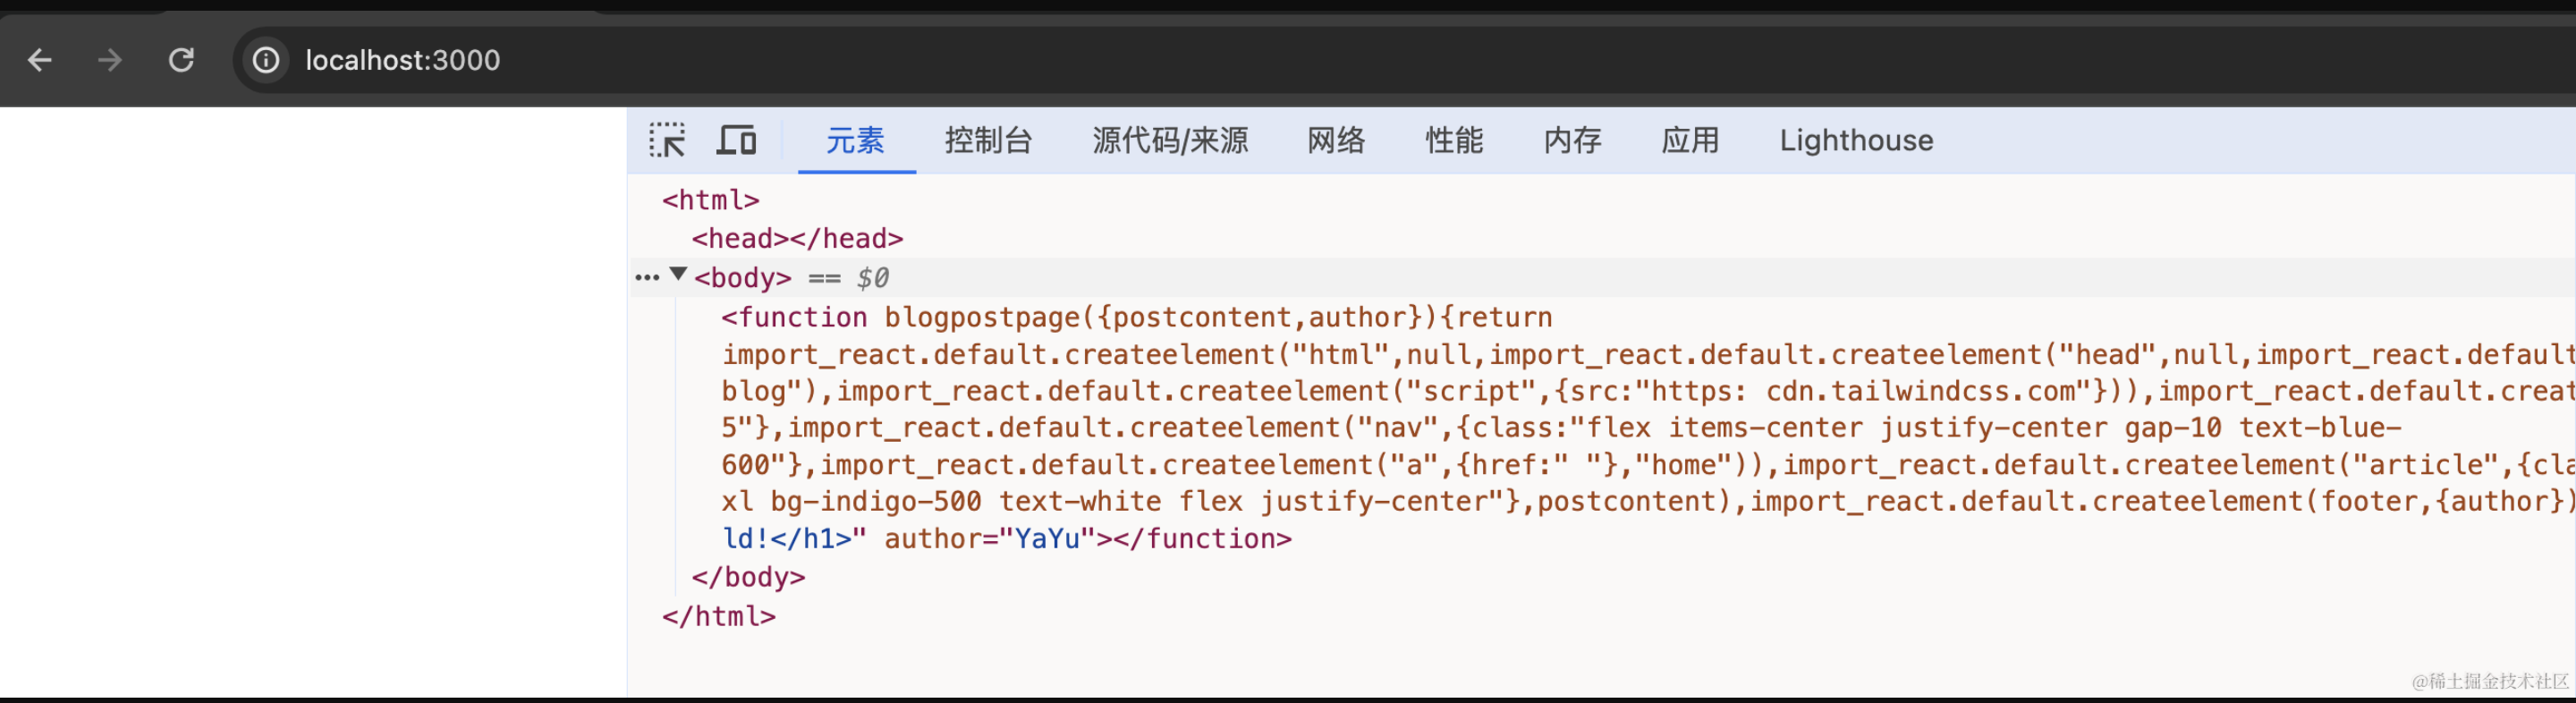 localhost:3000
元素 控制台 源代码/来源 网络 性能 内存 应用 Lighthouse
<html>
<head></head>
<body> == $0
<function blogpostpage({postcontent,author}){return
import_react.default.createelement("html",null,import_react.default.createelement("head",null,import_react.default
blog"),import_react.default.createelement("script",{src:"https: cdn.tailwindcss.com"})),import_react.default.creat
5"},import_react.default.createelement("nav",{class:"flex items-center justify-center gap-10 text-blue-
600"},import_react.default.createelement("a",{href:" "},"home")),import_react.default.createelement("article",{cla
xl bg-indigo-500 text-white flex justify-center"},postcontent),import_react.default.createelement(footer,{author})
ld!</h1>" author="YaYu"></function>
</body>
</html>
@稀土掘金技术社区